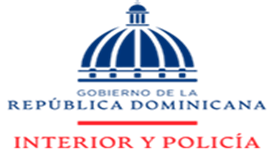 GOBIERNO DE LA
REPÚBLICA DOMINICANA
INTERIOR Y POLICÍA